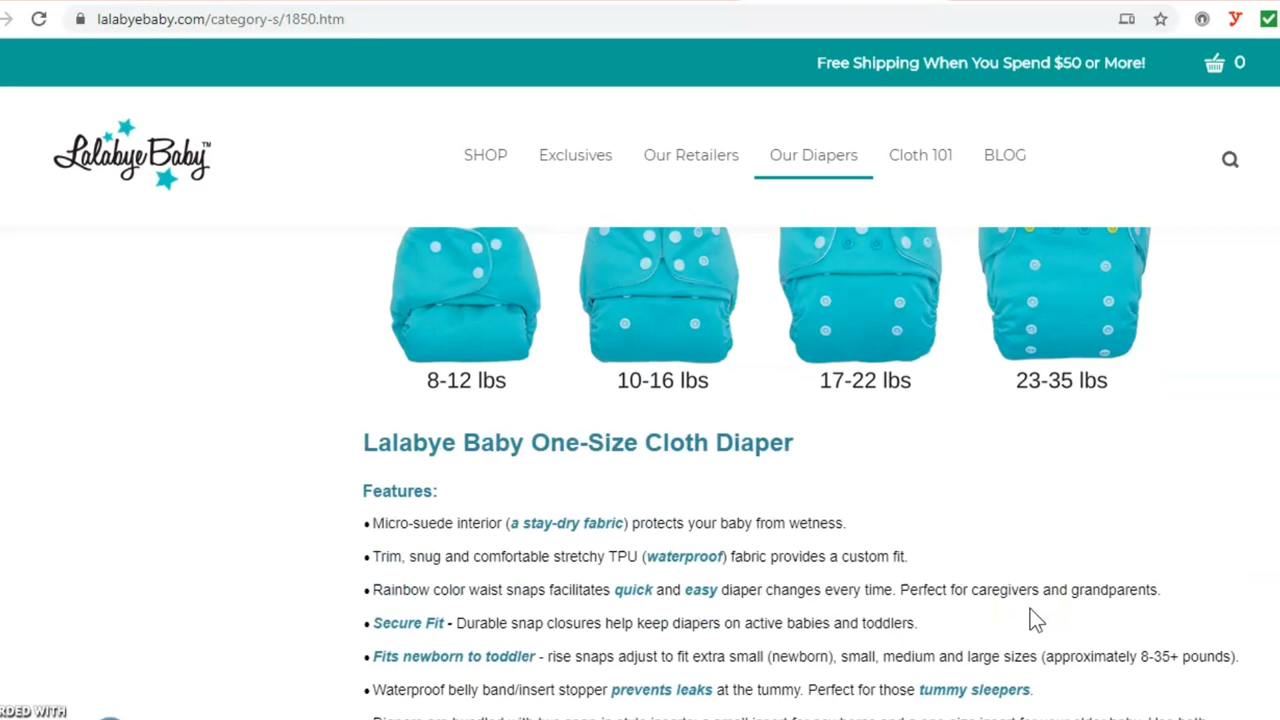 lalabyebaby.com/category-s/1850.htm
Free Shipping When You Spend $50 or More!
0
Lalabye Baby™
SHOP
Exclusives
Our Retailers
Our Diapers
Cloth 101
BLOG
8-12 lbs
10-16 lbs
17-22 lbs
23-35 lbs
Lalabye Baby One-Size Cloth Diaper
Features:
• Micro-suede interior (a stay-dry fabric) protects your baby from wetness.
• Trim, snug and comfortable stretchy TPU (waterproof) fabric provides a custom fit.
• Rainbow color waist snaps facilitates quick and easy diaper changes every time. Perfect for caregivers and grandparents.
• Secure Fit - Durable snap closures help keep diapers on active babies and toddlers.
• Fits newborn to toddler - rise snaps adjust to fit extra small (newborn), small, medium and large sizes (approximately 8-35+ pounds).
• Waterproof belly band/insert stopper prevents leaks at the tummy. Perfect for those tummy sleepers.
RDED WITH